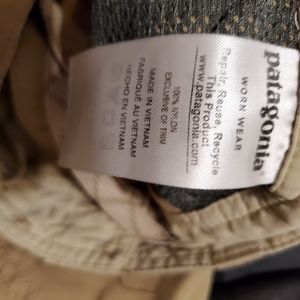 patagonia
WORN WEAR
Repair, Reuse, Recycle
This Product
www.patagonia.com
100% NYLON
EXCLUSIVE OF TRIM
MADE IN VIETNAM
FABRIQUÉ AU VIETNAM
HECHO EN VIETNAM